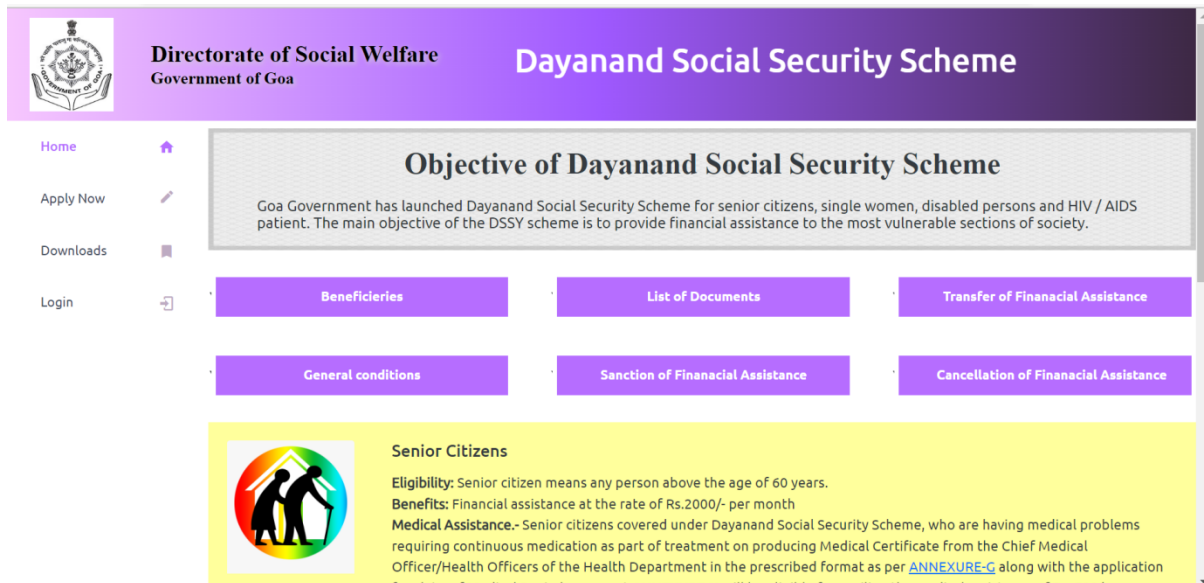 Directorate of Social Welfare
Government of Goa
Dayanand Social Security Scheme
Home
Apply Now
Downloads
Login
Objective of Dayanand Social Security Scheme
Goa Government has launched Dayanand Social Security Scheme for senior citizens, single women, disabled persons and HIV / AIDS
patient. The main objective of the DSSY scheme is to provide financial assistance to the most vulnerable sections of society.
Beneficieries
List of Documents
Transfer of Finanacial Assistance
General conditions
Sanction of Finanacial Assistance
Cancellation of Finanacial Assistance
Senior Citizens
Eligibility: Senior citizen means any person above the age of 60 years.
Benefits: Financial assistance at the rate of Rs.2000/- per month
Medical Assistance.- Senior citizens covered under Dayanand Social Security Scheme, who are having medical problems
requiring continuous medication as part of treatment on producing Medical Certificate from the Chief Medical
Officer/Health Officers of the Health Department in the prescribed format as per ANNEXURE-G along with the application